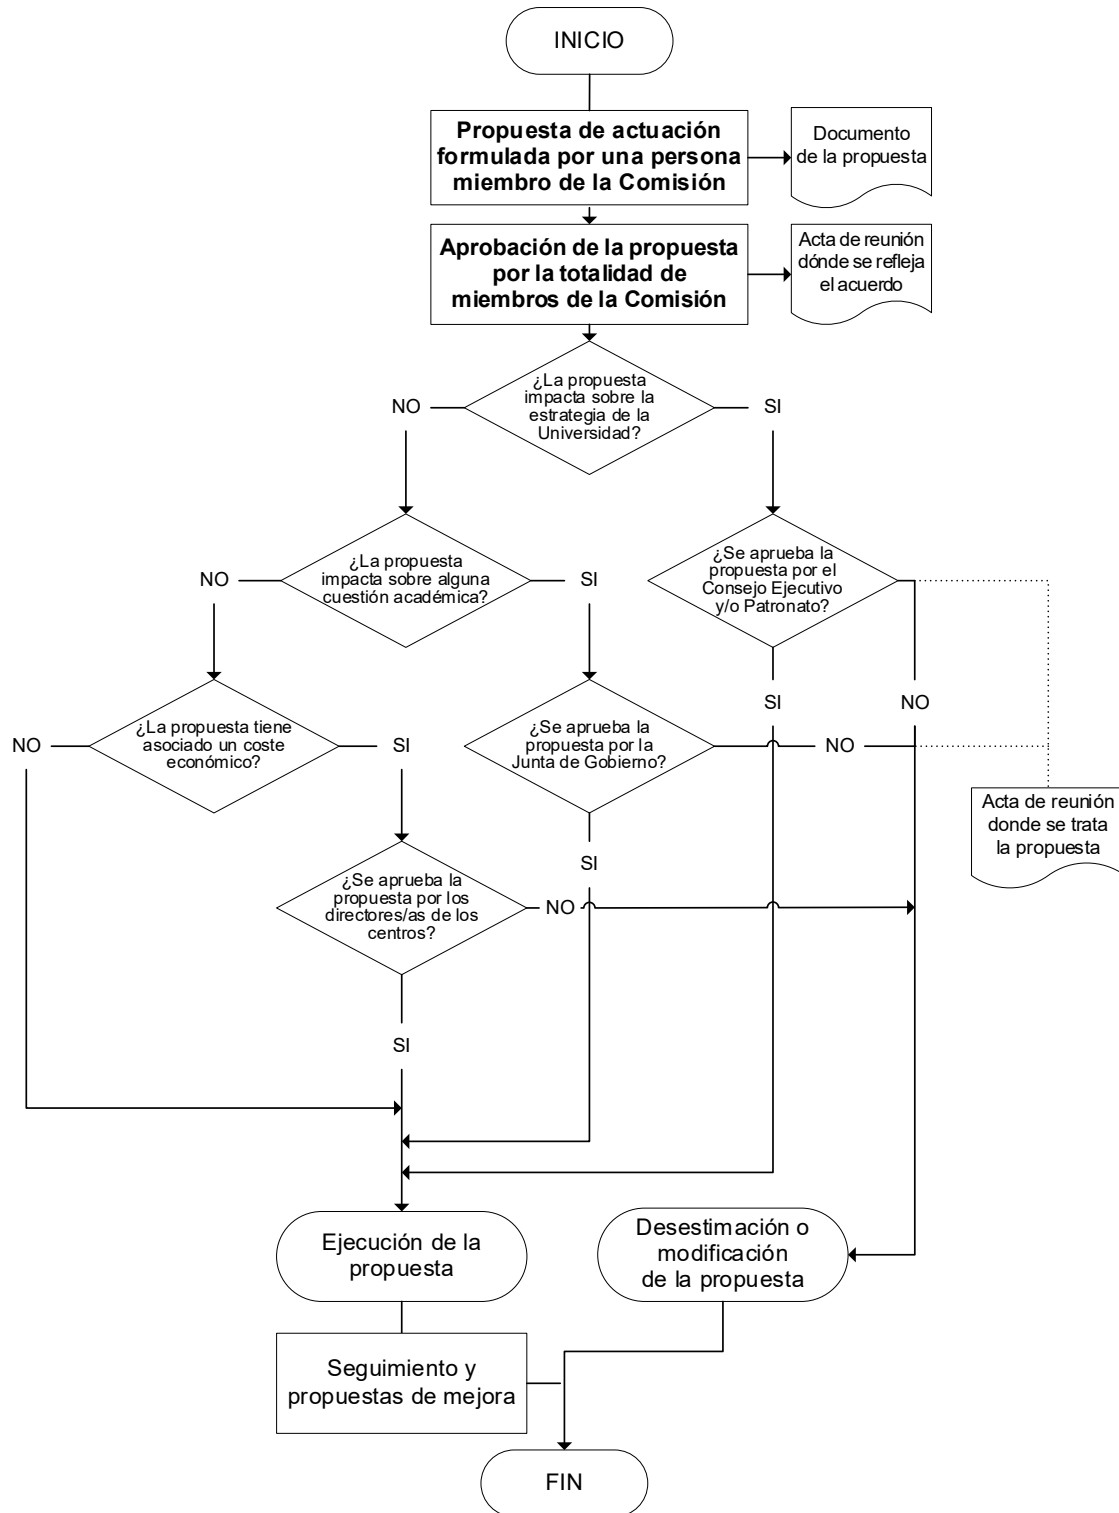 INICIO
Propuesta de actuación
formulada por una persona
miembro de la Comisión
Documento
de la propuesta
Aprobación de la propuesta
por la totalidad de
miembros de la Comisión
Acta de reunión
dónde se refleja
el acuerdo
¿La propuesta
impacta sobre la
estrategia de la
Universidad?
NO
SI
¿La propuesta
impacta sobre alguna
cuestión académica?
NO
SI
¿Se aprueba la
propuesta por el
Consejo Ejecutivo
y/o Patronato?
SI
NO
¿La propuesta tiene
asociado un coste
económico?
NO
SI
¿Se aprueba la
propuesta por la
Junta de Gobierno?
NO
SI
Acta de reunión
donde se trata
la propuesta
¿Se aprueba la
propuesta por los
directores/as de los
centros?
NO
SI
Ejecución de la
propuesta
Desestimación o
modificación
de la propuesta
Seguimiento y
propuestas de mejora
FIN